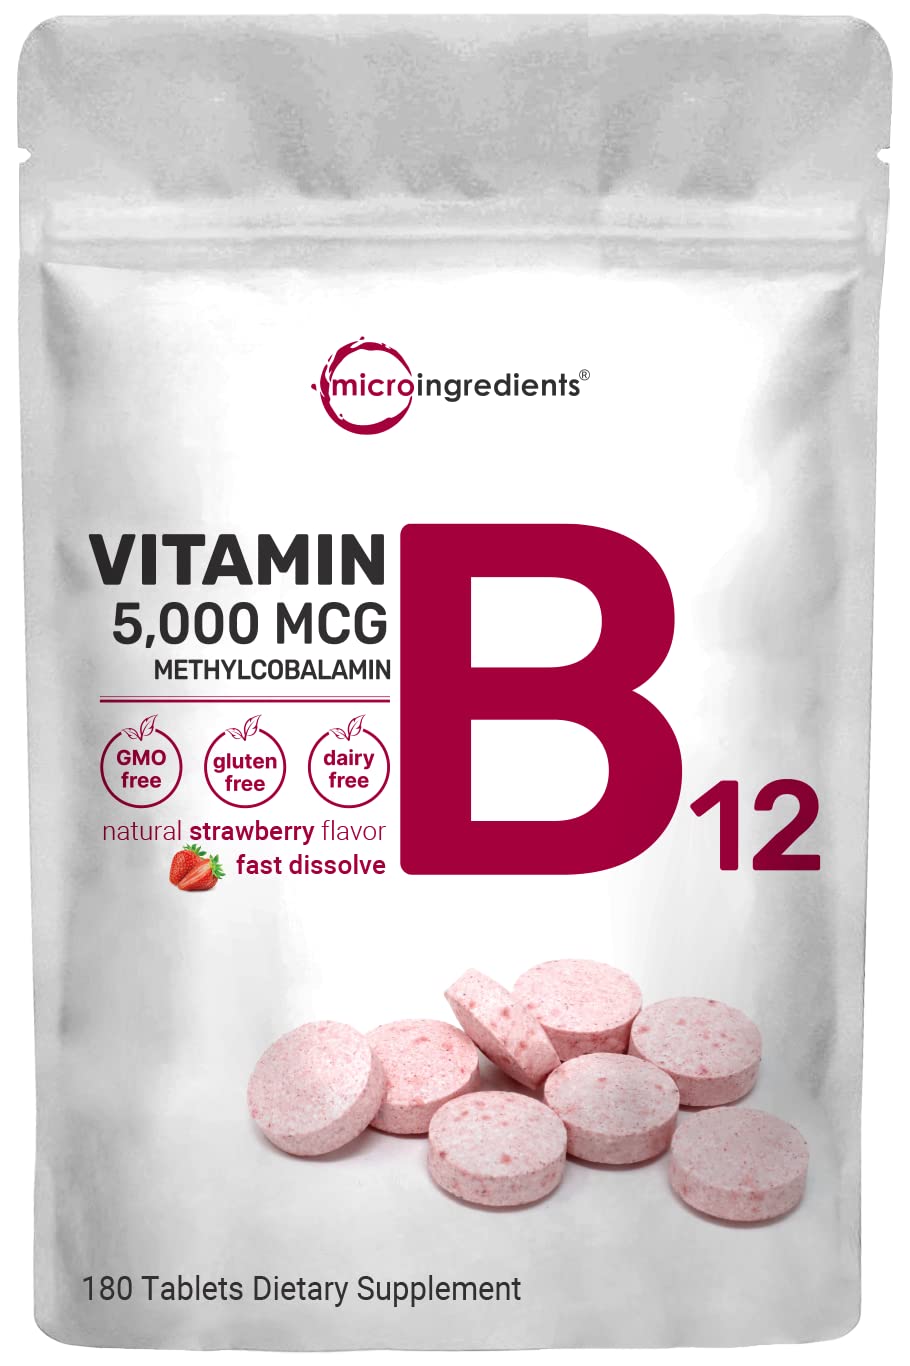 microingredients®
VITAMIN
5,000 MCG
METHYLCOBALAMIN
B12
GMO
free
gluten
free
dairy
free
natural strawberry flavor
fast dissolve
180 Tablets Dietary Supplement